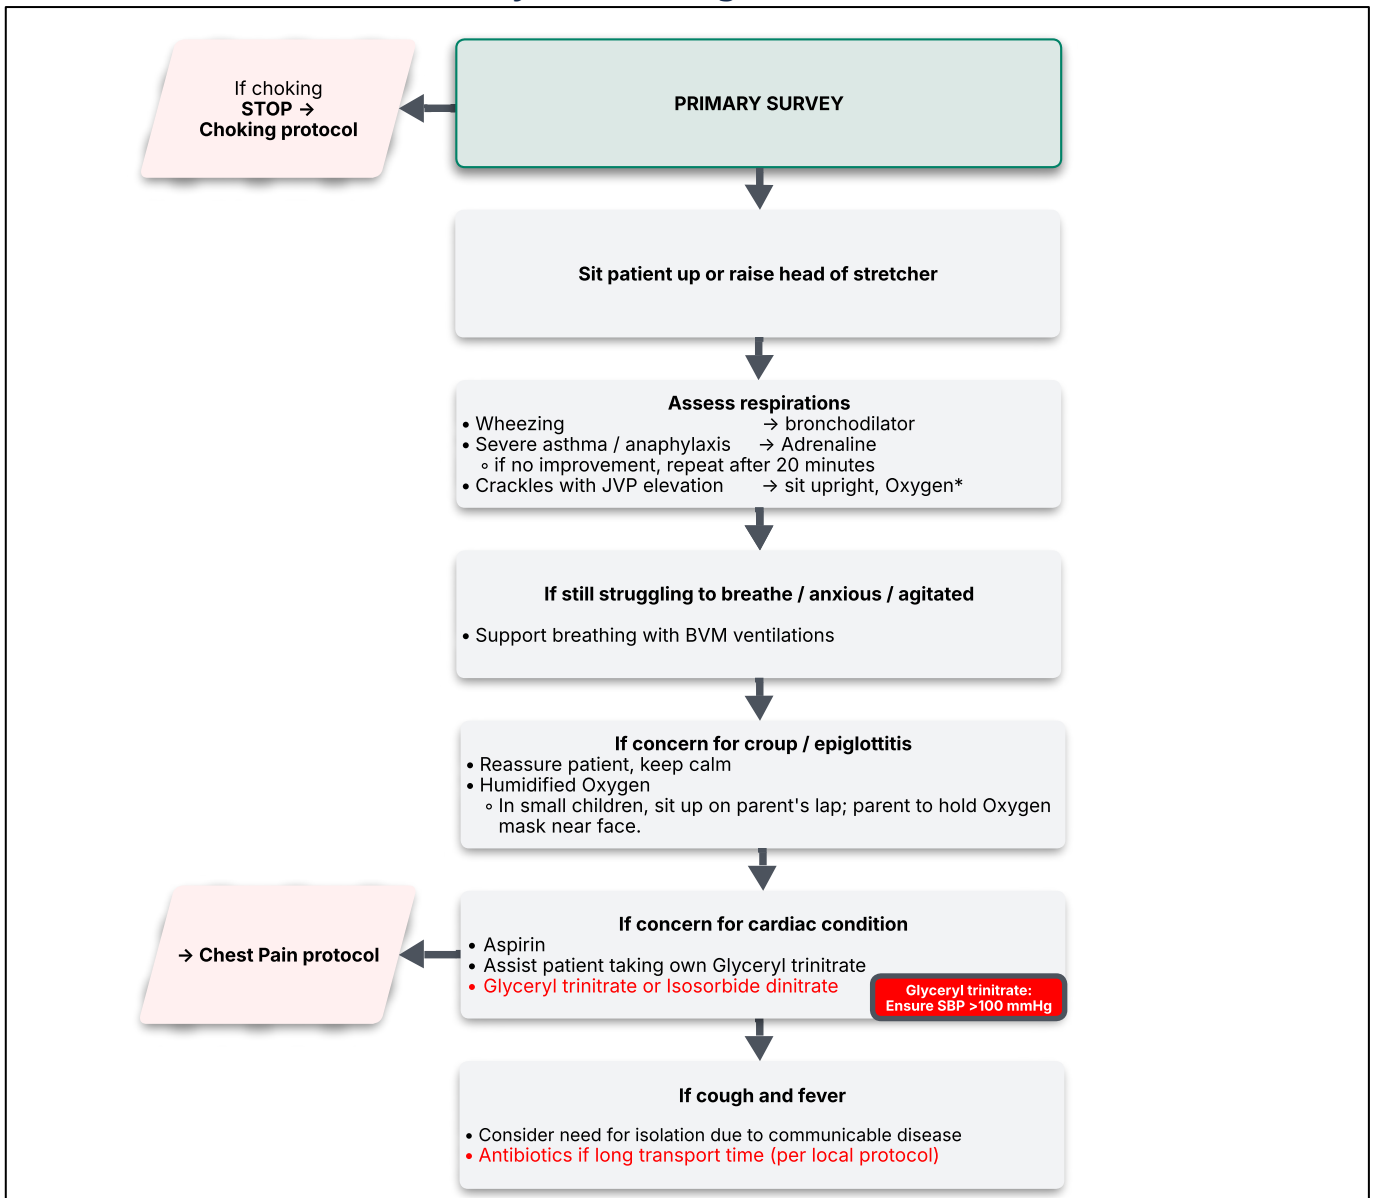 If choking
STOP →
Choking protocol
PRIMARY SURVEY
Sit patient up or raise head of stretcher
Assess respirations
• Wheezing → bronchodilator
• Severe asthma / anaphylaxis → Adrenaline
◦ if no improvement, repeat after 20 minutes
• Crackles with JVP elevation → sit upright, Oxygen*
If still struggling to breathe / anxious / agitated
• Support breathing with BVM ventilations
If concern for croup / epiglottitis
• Reassure patient, keep calm
• Humidified Oxygen
◦ In small children, sit up on parent's lap; parent to hold Oxygen
mask near face.
→ Chest Pain protocol
If concern for cardiac condition
• Aspirin
• Assist patient taking own Glyceryl trinitrate
• Glyceryl trinitrate or Isosorbide dinitrate
Glyceryl trinitrate:
Ensure SBP >100 mmHg
If cough and fever
• Consider need for isolation due to communicable disease
• Antibiotics if long transport time (per local protocol)